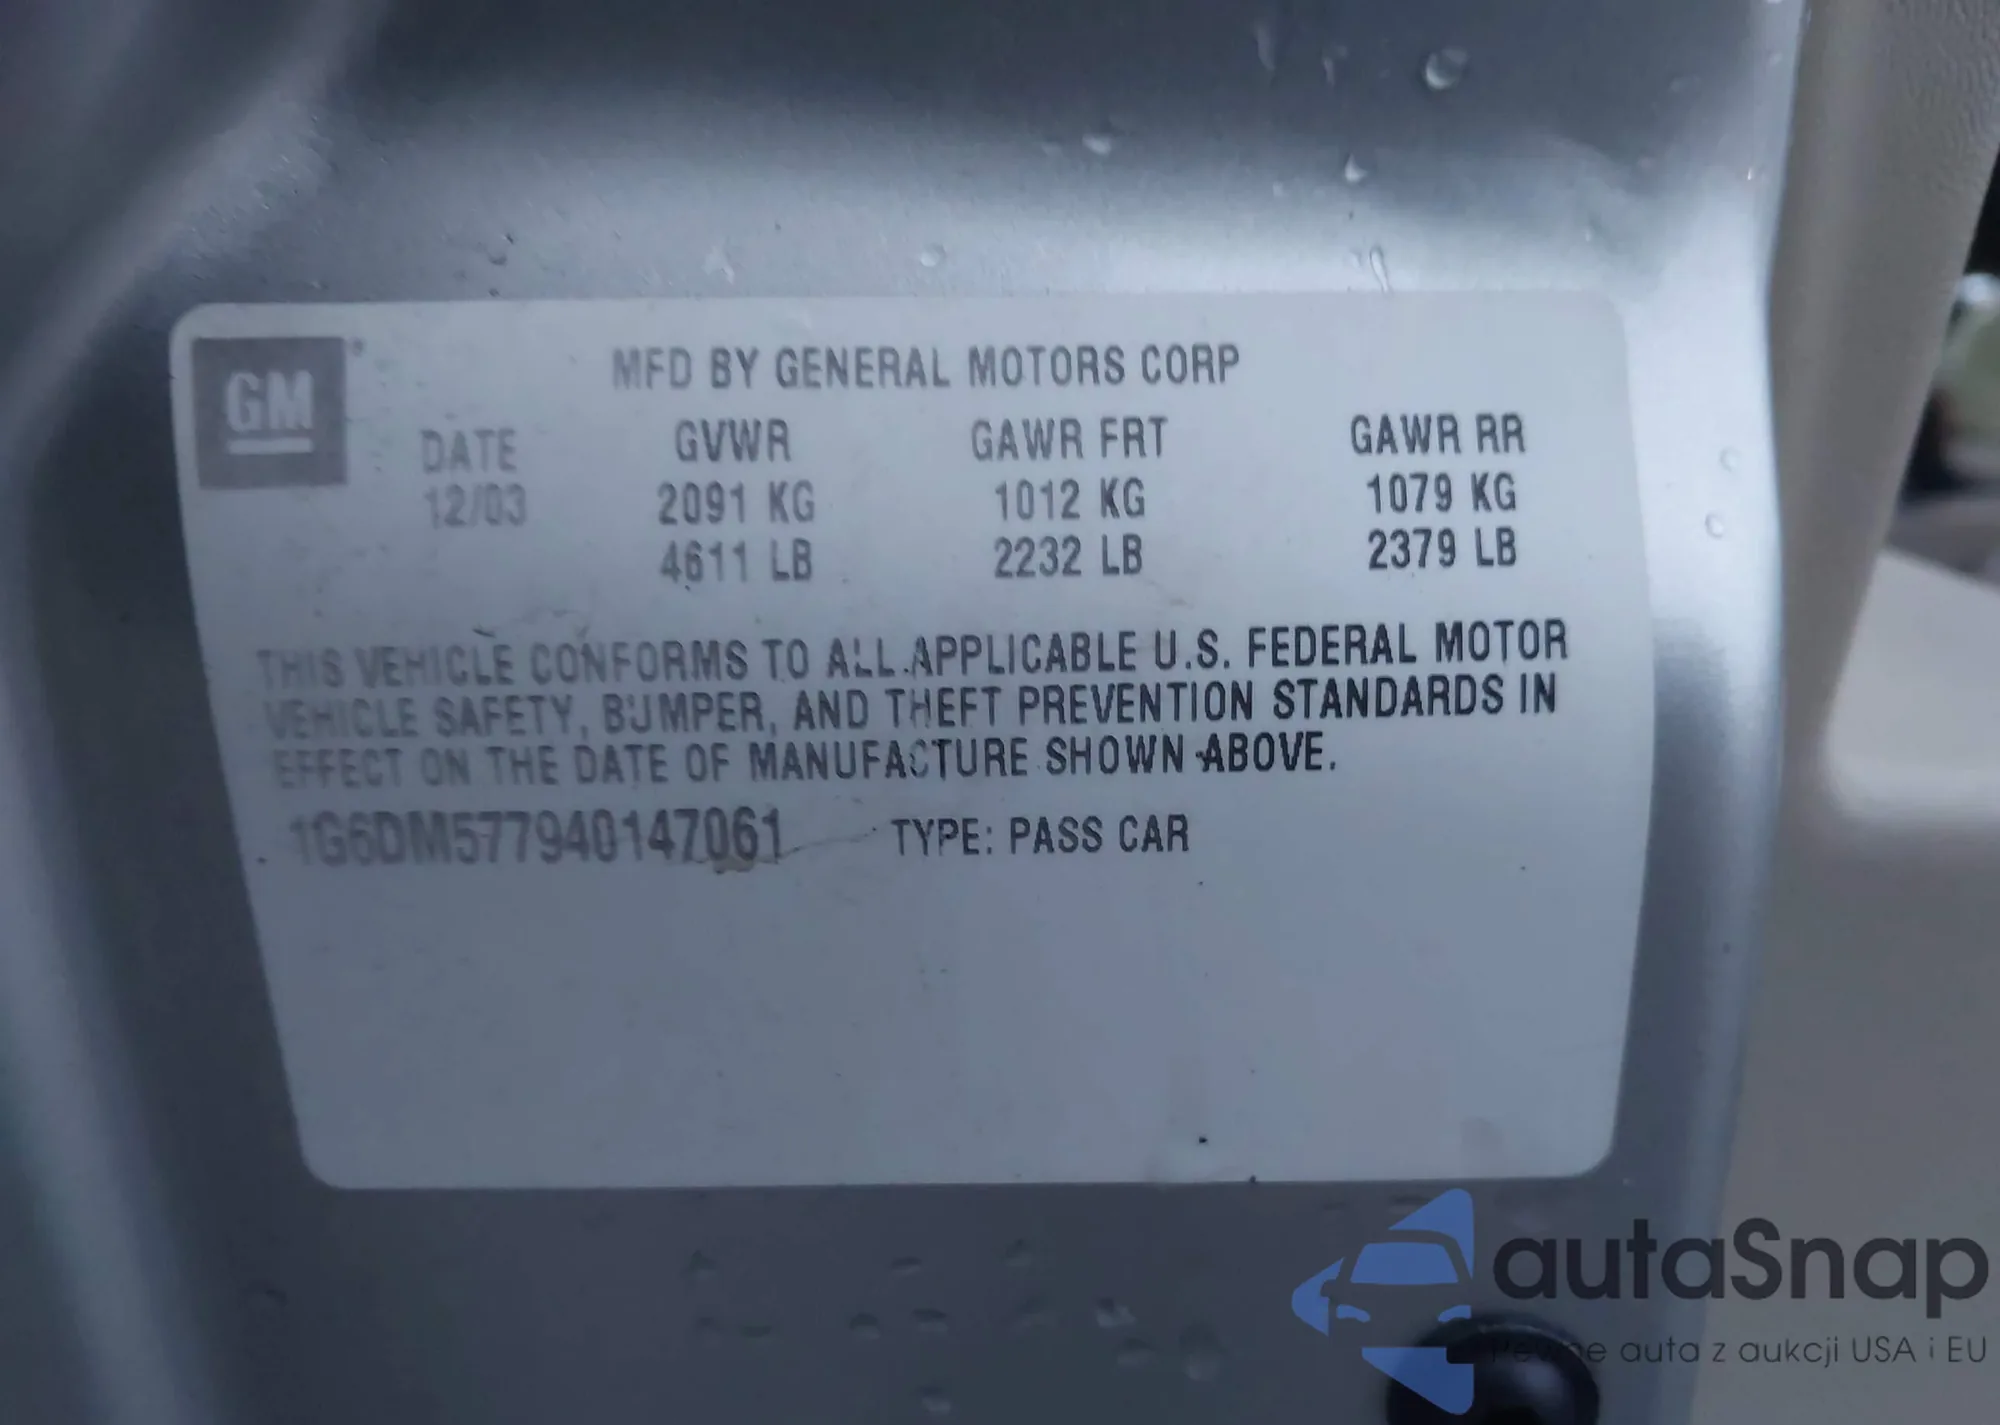 GM
MFD BY GENERAL MOTORS CORP
DATE GVWR GAWR FRT GAWR RR
12/03 2091 KG 1012 KG 1079 KG
4611 LB 2232 LB 2379 LB
THIS VEHICLE CONFORMS TO ALL APPLICABLE U.S. FEDERAL MOTOR
VEHICLE SAFETY, BUMPER, AND THEFT PREVENTION STANDARDS IN
EFFECT ON THE DATE OF MANUFACTURE SHOWN ABOVE.
1G6DM577940147061 TYPE: PASS CAR
autaSnap
Pewne auta z aukcji USA i EU